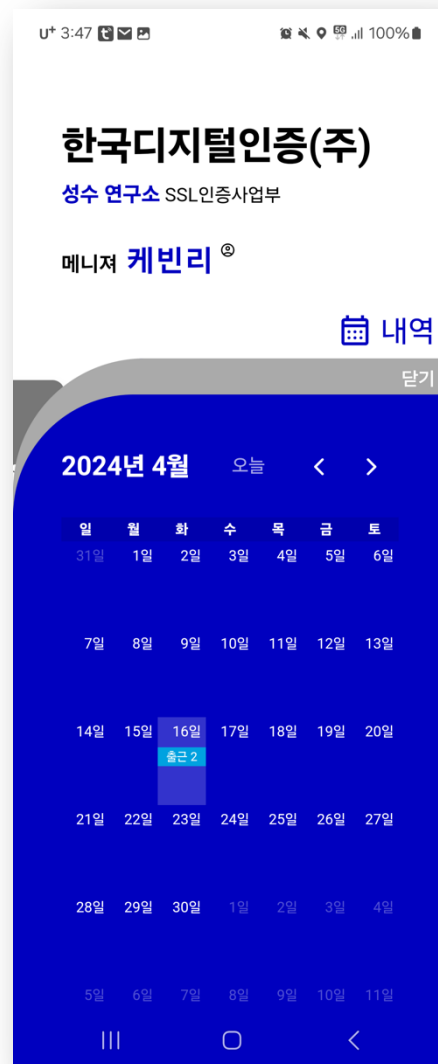 U+ 3:47 5G 100%
한국디지털인증(주)
성수 연구소 SSL인증사업부
메니져 케빈리
내역
닫기
2024년 4월 오늘
일 월 화 수 목 금 토
31일 1일 2일 3일 4일 5일 6일
7일 8일 9일 10일 11일 12일 13일
14일 15일 16일 17일 18일 19일 20일
출근 2
21일 22일 23일 24일 25일 26일 27일
28일 29일 30일 1일 2일 3일 4일
5일 6일 7일 8일 9일 10일 11일